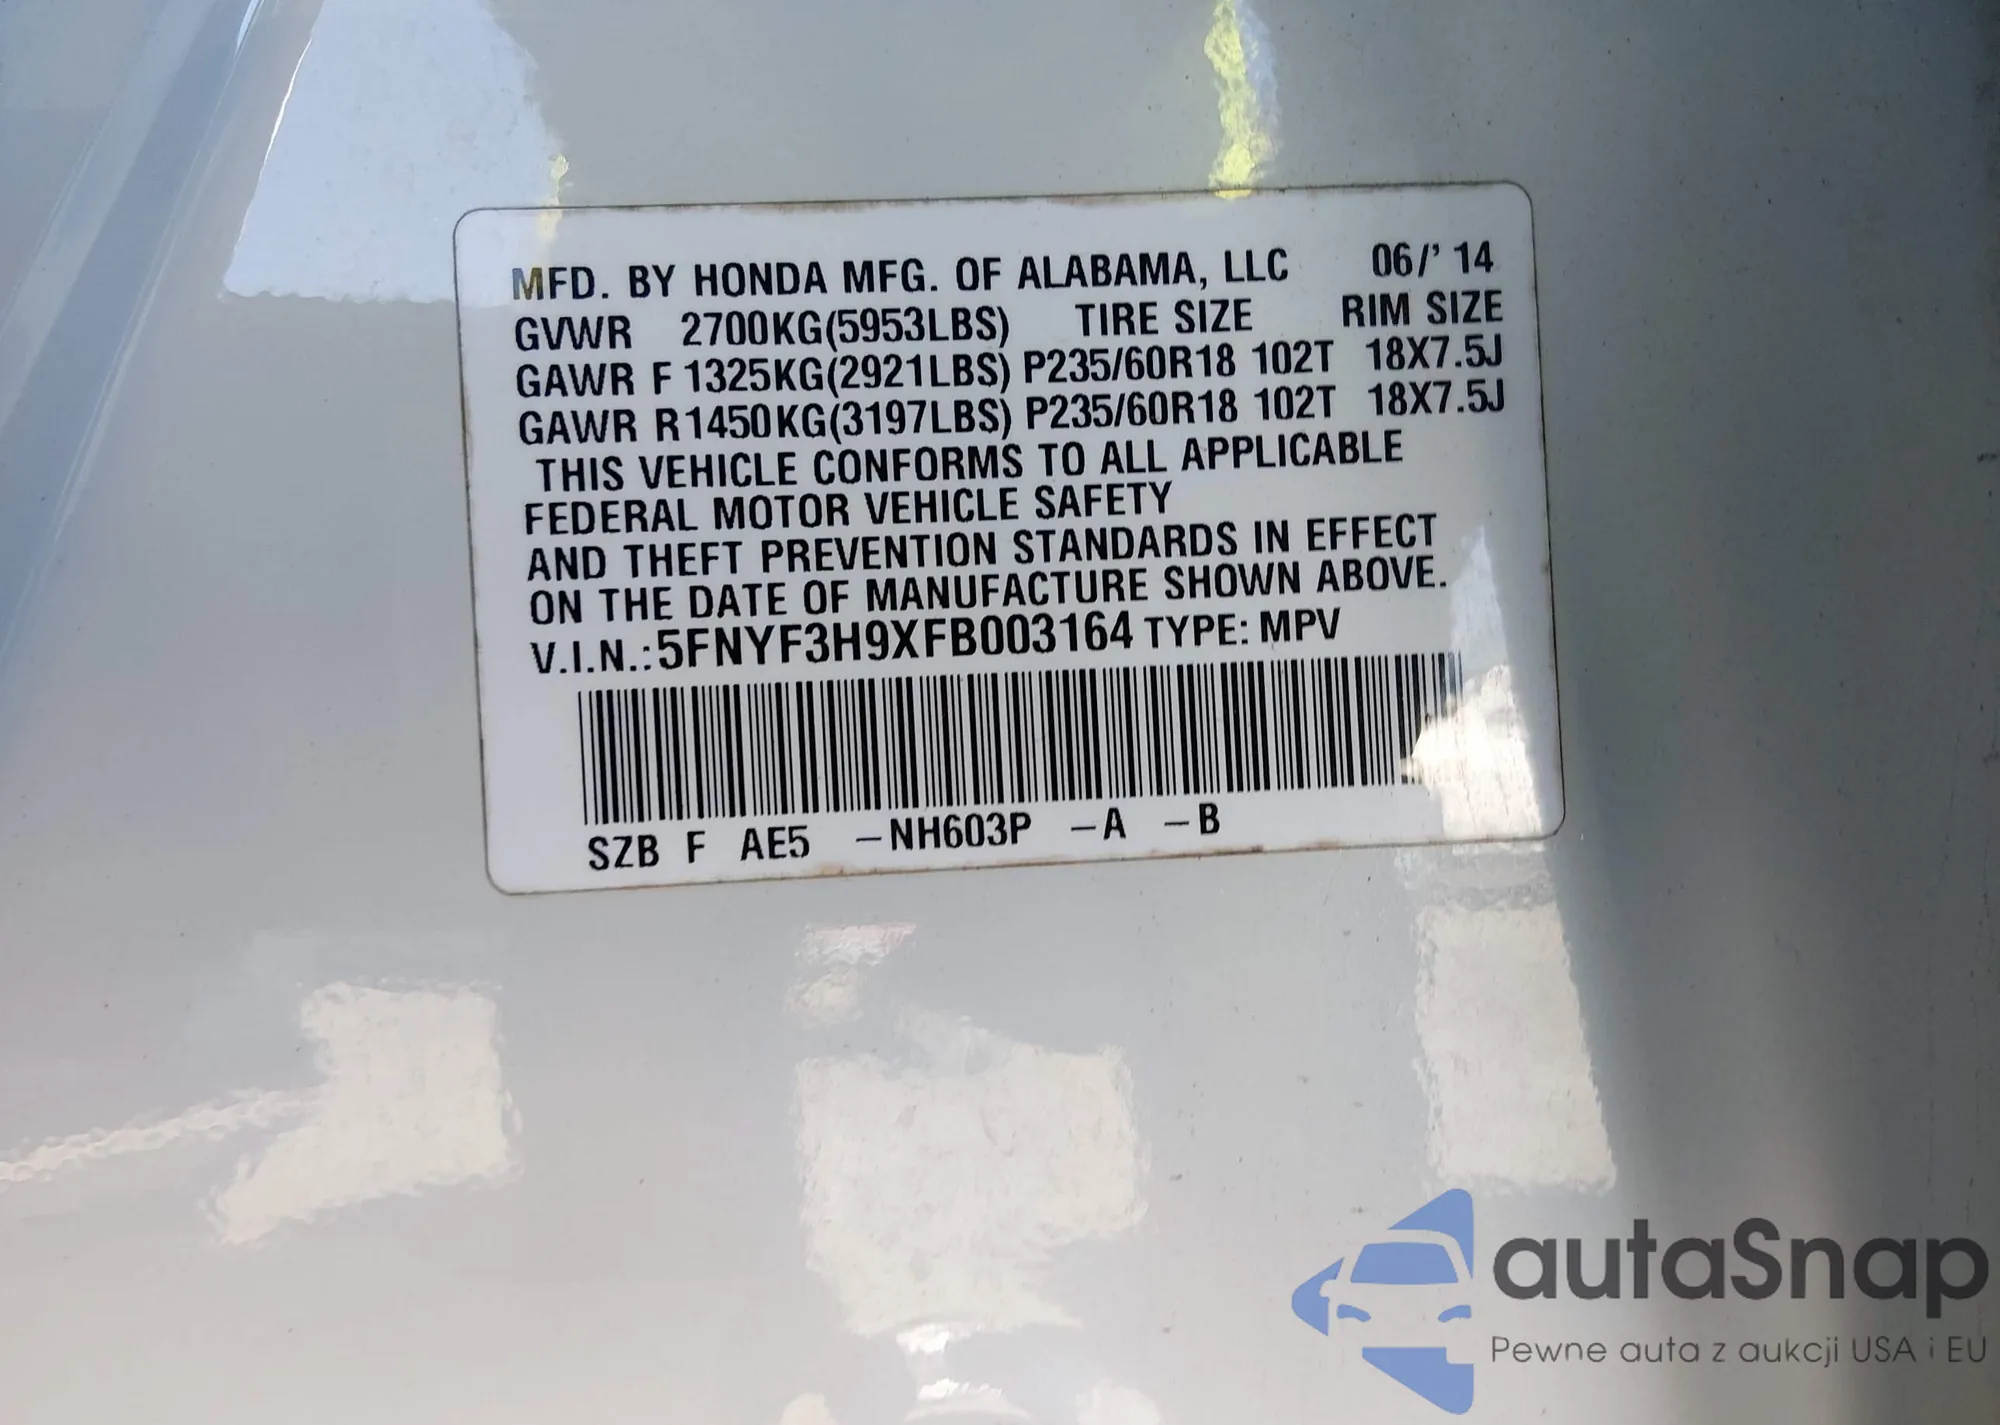 MFD. BY HONDA MFG. OF ALABAMA, LLC 06/' 14
GVWR 2700KG(5953LBS) TIRE SIZE RIM SIZE
GAWR F 1325KG(2921LBS) P235/60R18 102T 18X7.5J
GAWR R1450KG(3197LBS) P235/60R18 102T 18X7.5J
THIS VEHICLE CONFORMS TO ALL APPLICABLE
FEDERAL MOTOR VEHICLE SAFETY
AND THEFT PREVENTION STANDARDS IN EFFECT
ON THE DATE OF MANUFACTURE SHOWN ABOVE.
V.I.N.:5FNYF3H9XFB003164 TYPE: MPV
SZB F AE5 -NH603P -A -B
autaSnap
Pewne auta z aukcji USA i EU